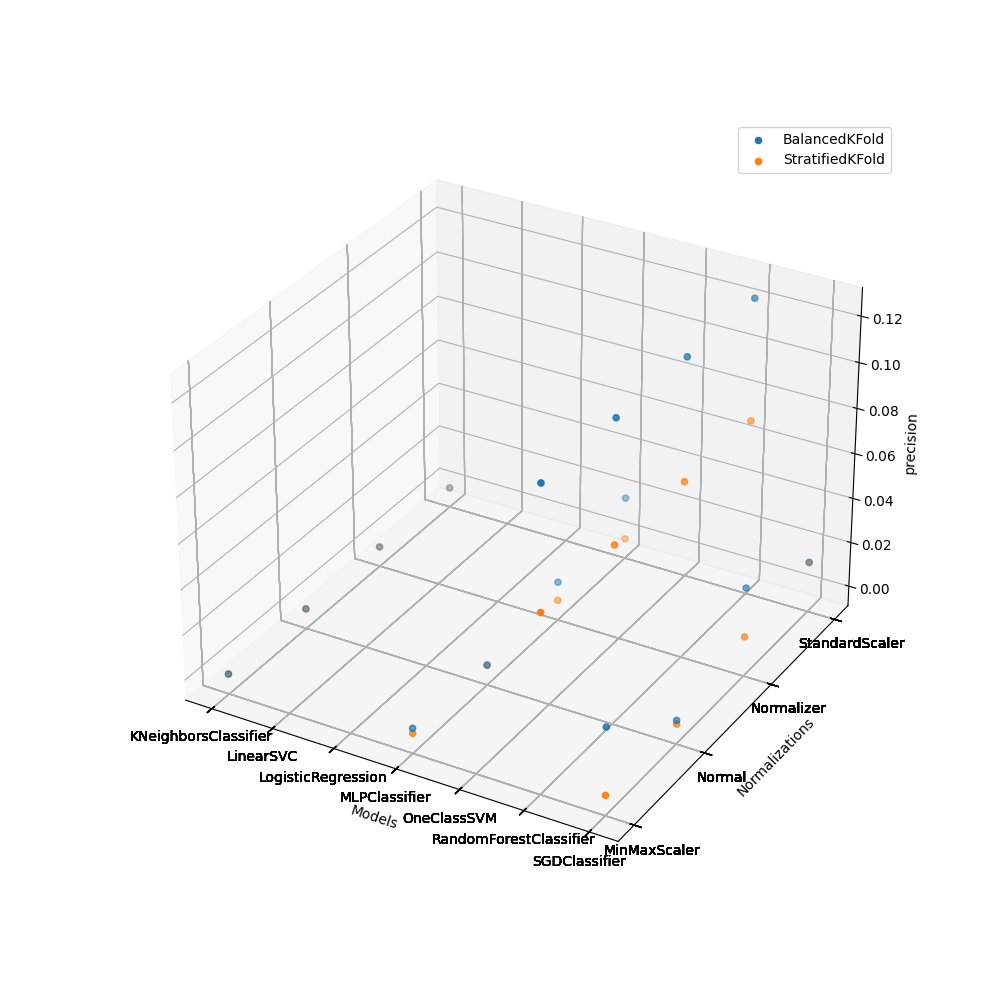 BalancedKFold
StratifiedKFold
0.12
0.10
0.08
0.06
0.04
0.02
0.00
precision
StandardScaler
Normalizer
Normal
MinMaxScaler
Normalizations
KNeighborsClassifier
LinearSVC
LogisticRegression
MLPClassifier
OneClassSVM
RandomForestClassifier
SGDClassifier
Models